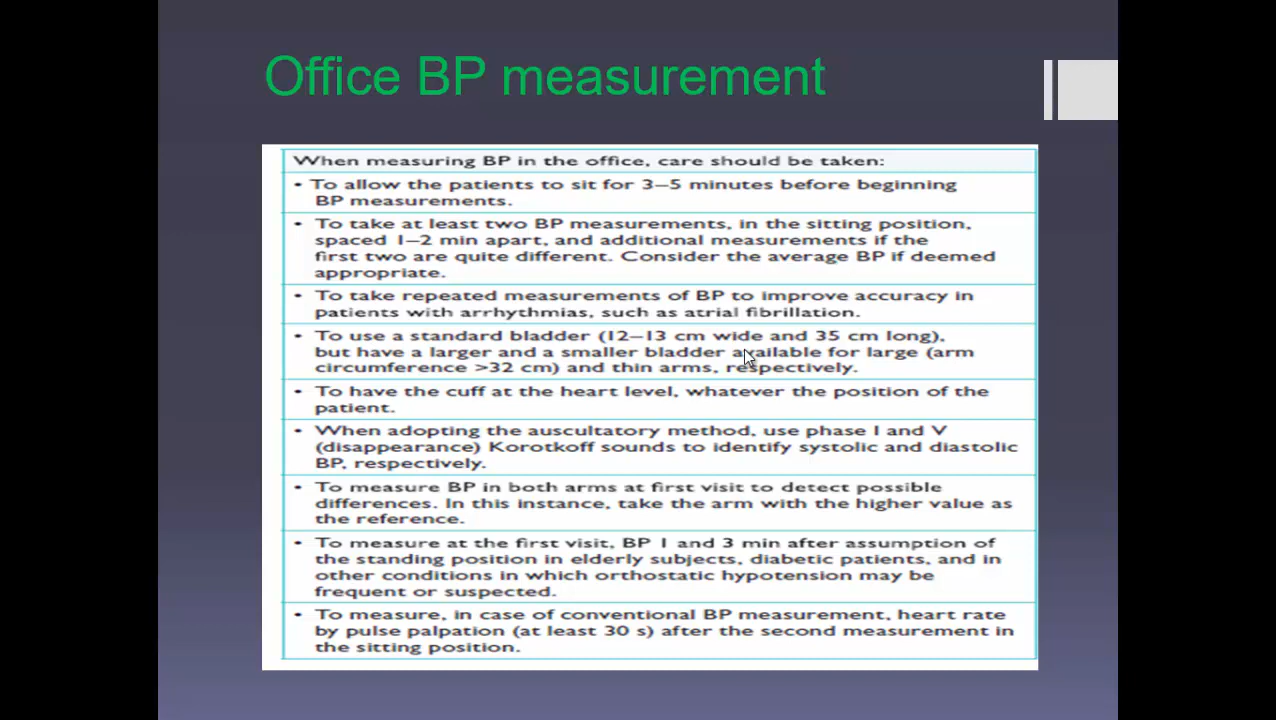 Office BP measurement
When measuring BP in the office, care should be taken:
• To allow the patients to sit for 3–5 minutes before beginning
BP measurements.
• To take at least two BP measurements, in the sitting position,
spaced 1–2 min apart, and additional measurements if the
first two are quite different. Consider the average BP if deemed
appropriate.
• To take repeated measurements of BP to improve accuracy in
patients with arrhythmias, such as atrial fibrillation.
• To use a standard bladder (12–13 cm wide and 35 cm long),
but have a larger and a smaller bladder available for large (arm
circumference >32 cm) and thin arms, respectively.
• To have the cuff at the heart level, whatever the position of the
patient.
• When adopting the auscultatory method, use phase I and V
(disappearance) Korotkoff sounds to identify systolic and diastolic
BP, respectively.
• To measure BP in both arms at first visit to detect possible
differences. In this instance, take the arm with the higher value as
the reference.
• To measure at the first visit, BP 1 and 3 min after assumption of
the standing position in elderly subjects, diabetic patients, and in
other conditions in which orthostatic hypotension may be
frequent or suspected.
• To measure, in case of conventional BP measurement, heart rate
by pulse palpation (at least 30 s) after the second measurement in
the sitting position.